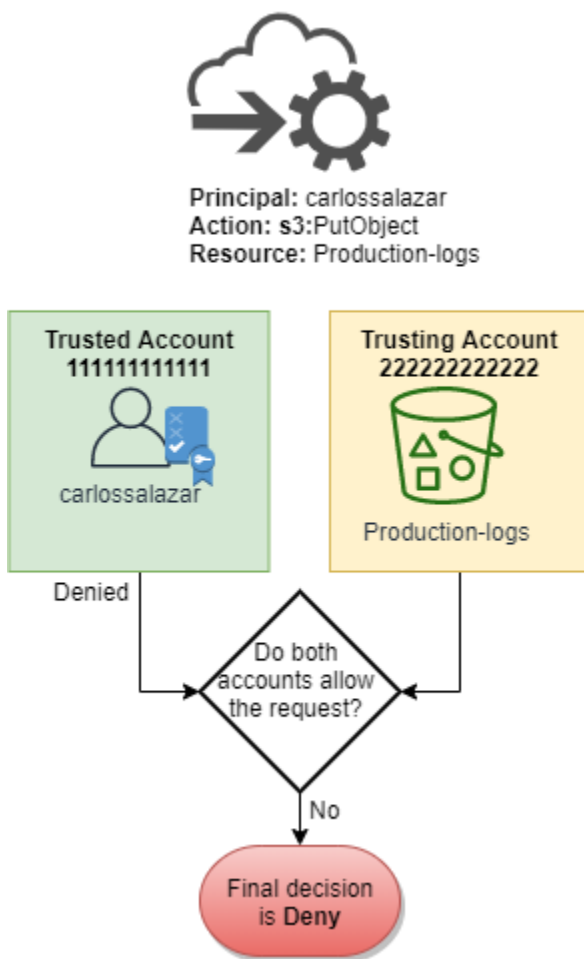 Principal: carlossalazar
Action: s3:PutObject
Resource: Production-logs
Trusted Account
111111111111
carlossalazar
Trusting Account
222222222222
Production-logs
Denied
Do both
accounts allow
the request?
No
Final decision
is Deny